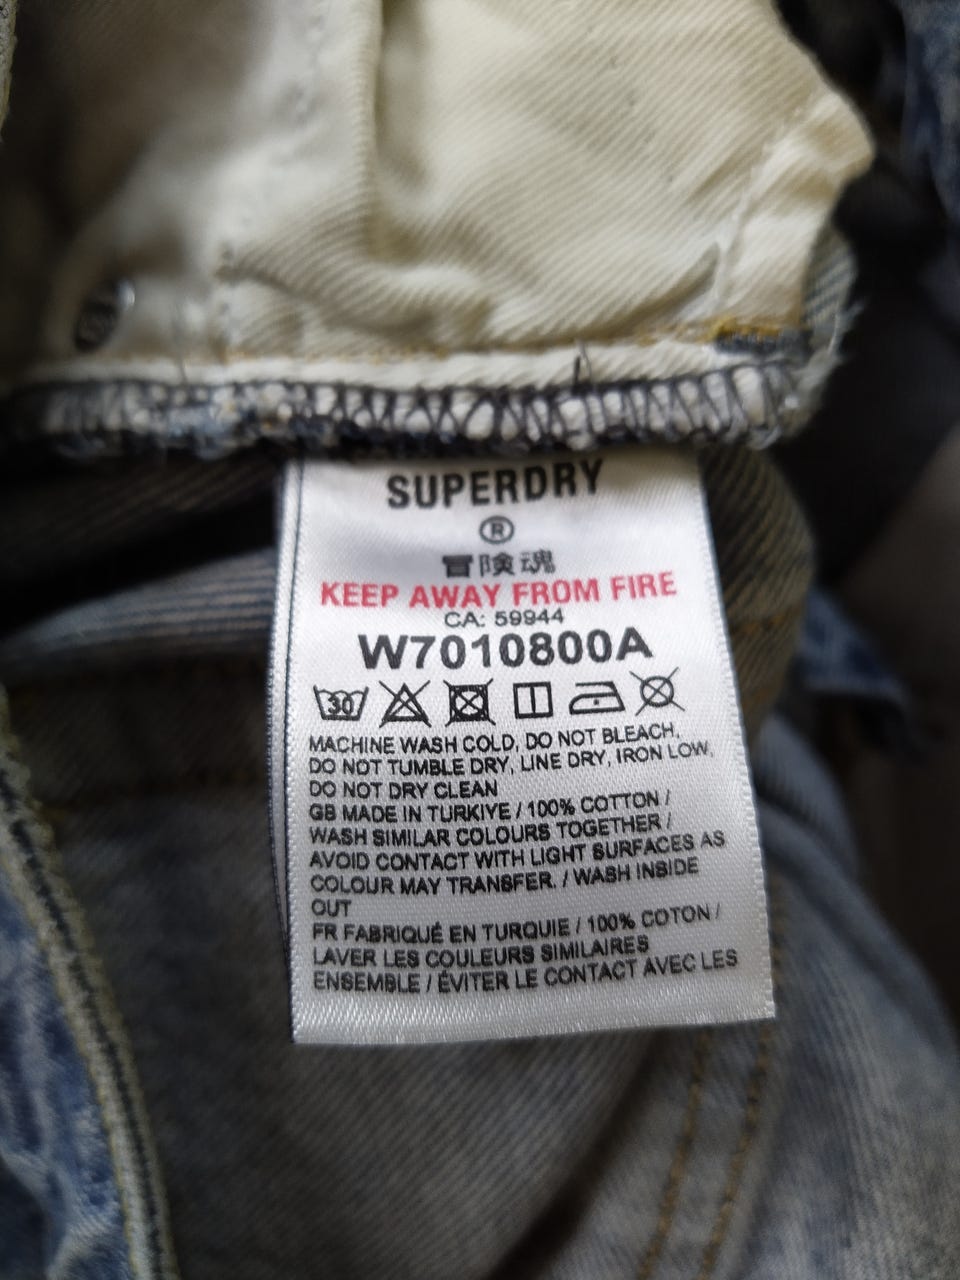 SUPERDRY
®
冒険魂
KEEP AWAY FROM FIRE
CA: 59944
W7010800A
30
MACHINE WASH COLD, DO NOT BLEACH,
DO NOT TUMBLE DRY, LINE DRY, IRON LOW,
DO NOT DRY CLEAN
GB MADE IN TURKIYE / 100% COTTON /
WASH SIMILAR COLOURS TOGETHER /
AVOID CONTACT WITH LIGHT SURFACES AS
COLOUR MAY TRANSFER. / WASH INSIDE
OUT
FR FABRIQUÉ EN TURQUIE / 100% COTON /
LAVER LES COULEURS SIMILAIRES
ENSEMBLE / ÉVITER LE CONTACT AVEC LES